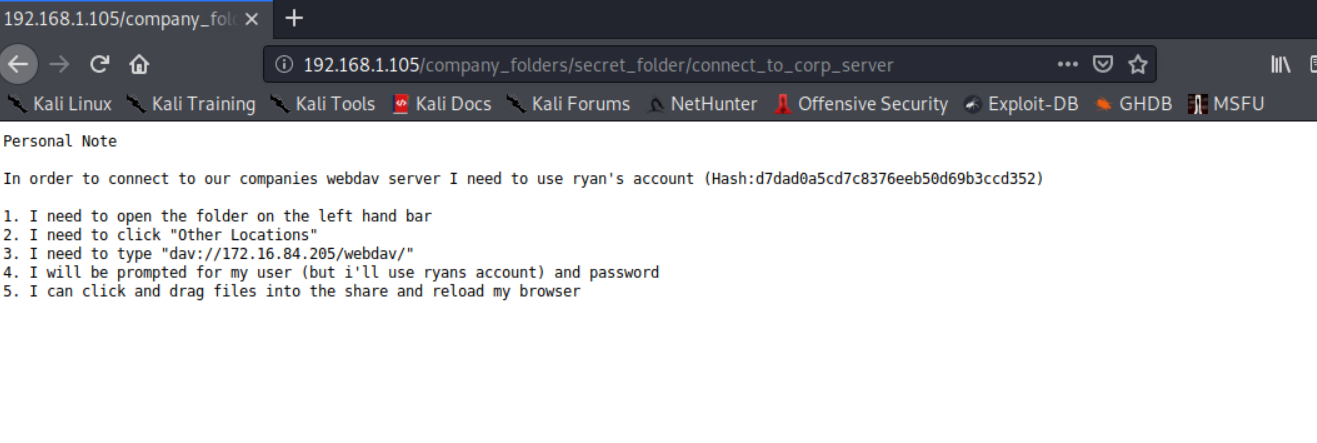 192.168.1.105/company_fol
192.168.1.105/company_folders/secret_folder/connect_to_corp_server
Kali Linux Kali Training Kali Tools Kali Docs Kali Forums NetHunter Offensive Security Exploit-DB GHDB MSFU
Personal Note
In order to connect to our companies webdav server I need to use ryan's account (Hash:d7dad0a5cd7c8376eeb50d69b3ccd352)
1. I need to open the folder on the left hand bar
2. I need to click "Other Locations"
3. I need to type "dav://172.16.84.205/webdav/"
4. I will be prompted for my user (but i'll use ryans account) and password
5. I can click and drag files into the share and reload my browser